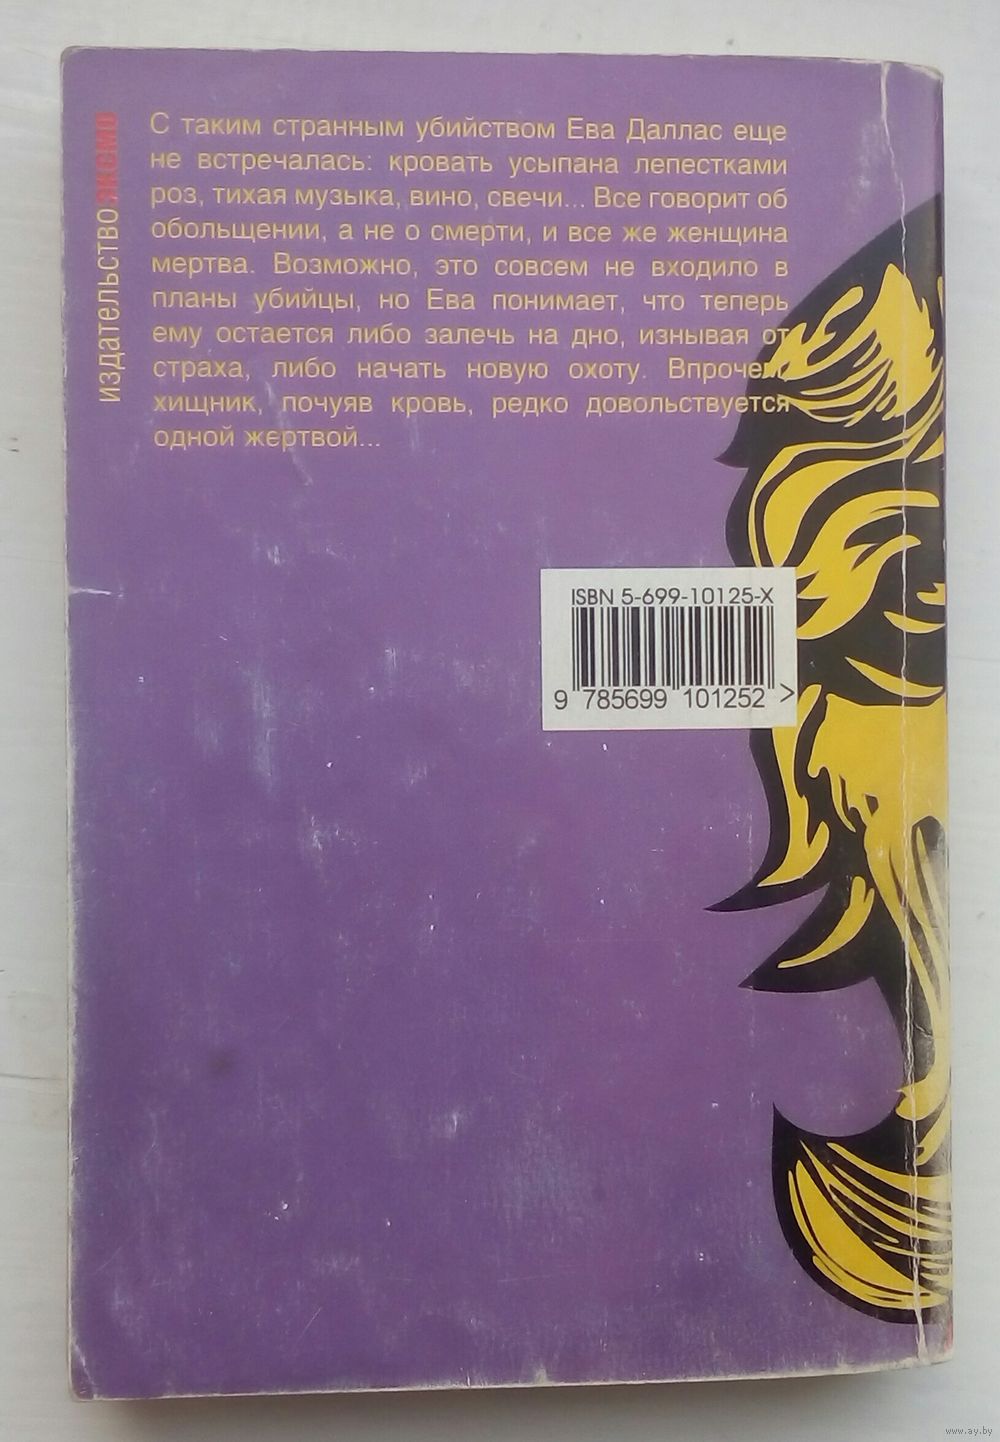 С таким странным убийством Ева Даллас еще
не встречалась: кровать усыпана лепестками
роз, тихая музыка, вино, свечи... Все говорит об
обольщении, а не о смерти, и все же женщина
мертва. Возможно, это совсем не входило в
планы убийцы, но Ева понимает, что теперь
ему остается либо залечь на дно, изнывая от
страха, либо начать новую охоту. Впрочем,
хищник, почуяв кровь, редко довольствуется
одной жертвой...
издательство ЭКСМО
ISBN 5-699-10125-X
9 785699 101252 >
www.ay.by